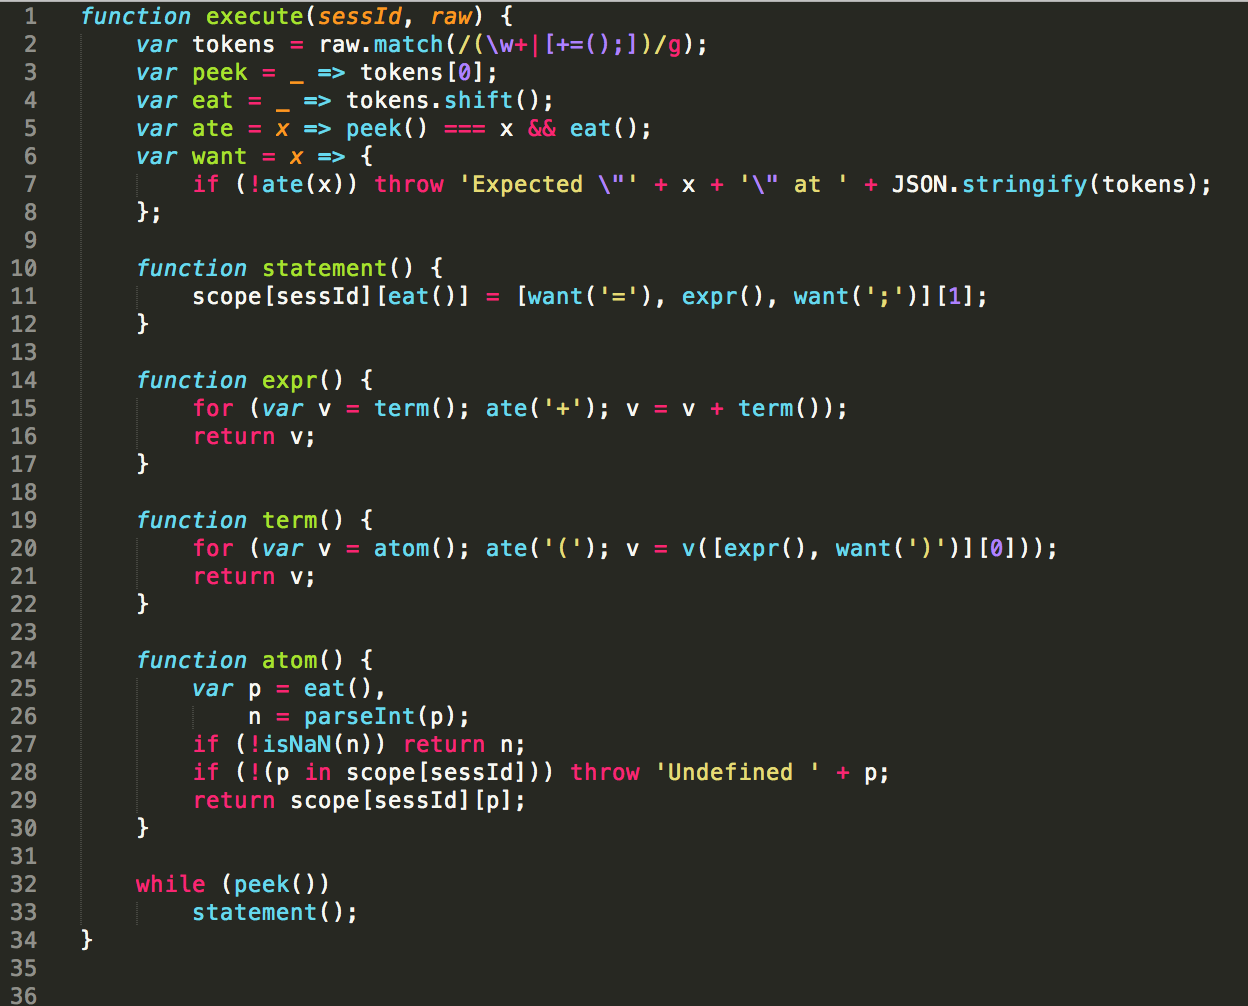 1 function execute(sessId, raw) {
2 var tokens = raw.match(/(\w+|[+=();])/g);
3 var peek = _ => tokens[0];
4 var eat = _ => tokens.shift();
5 var ate = x => peek() === x && eat();
6 var want = x => {
7 if (!ate(x)) throw 'Expected \"' + x + '\" at ' + JSON.stringify(tokens);
8 };
9
10 function statement() {
11 scope[sessId][eat()] = [want('='), expr(), want(';')][1];
12 }
13
14 function expr() {
15 for (var v = term(); ate('+'); v = v + term());
16 return v;
17 }
18
19 function term() {
20 for (var v = atom(); ate('('); v = v([expr(), want(')')][0]));
21 return v;
22 }
23
24 function atom() {
25 var p = eat(),
26 n = parseInt(p);
27 if (!isNaN(n)) return n;
28 if (!(p in scope[sessId])) throw 'Undefined ' + p;
29 return scope[sessId][p];
30 }
31
32 while (peek())
33 statement();
34 }
35
36